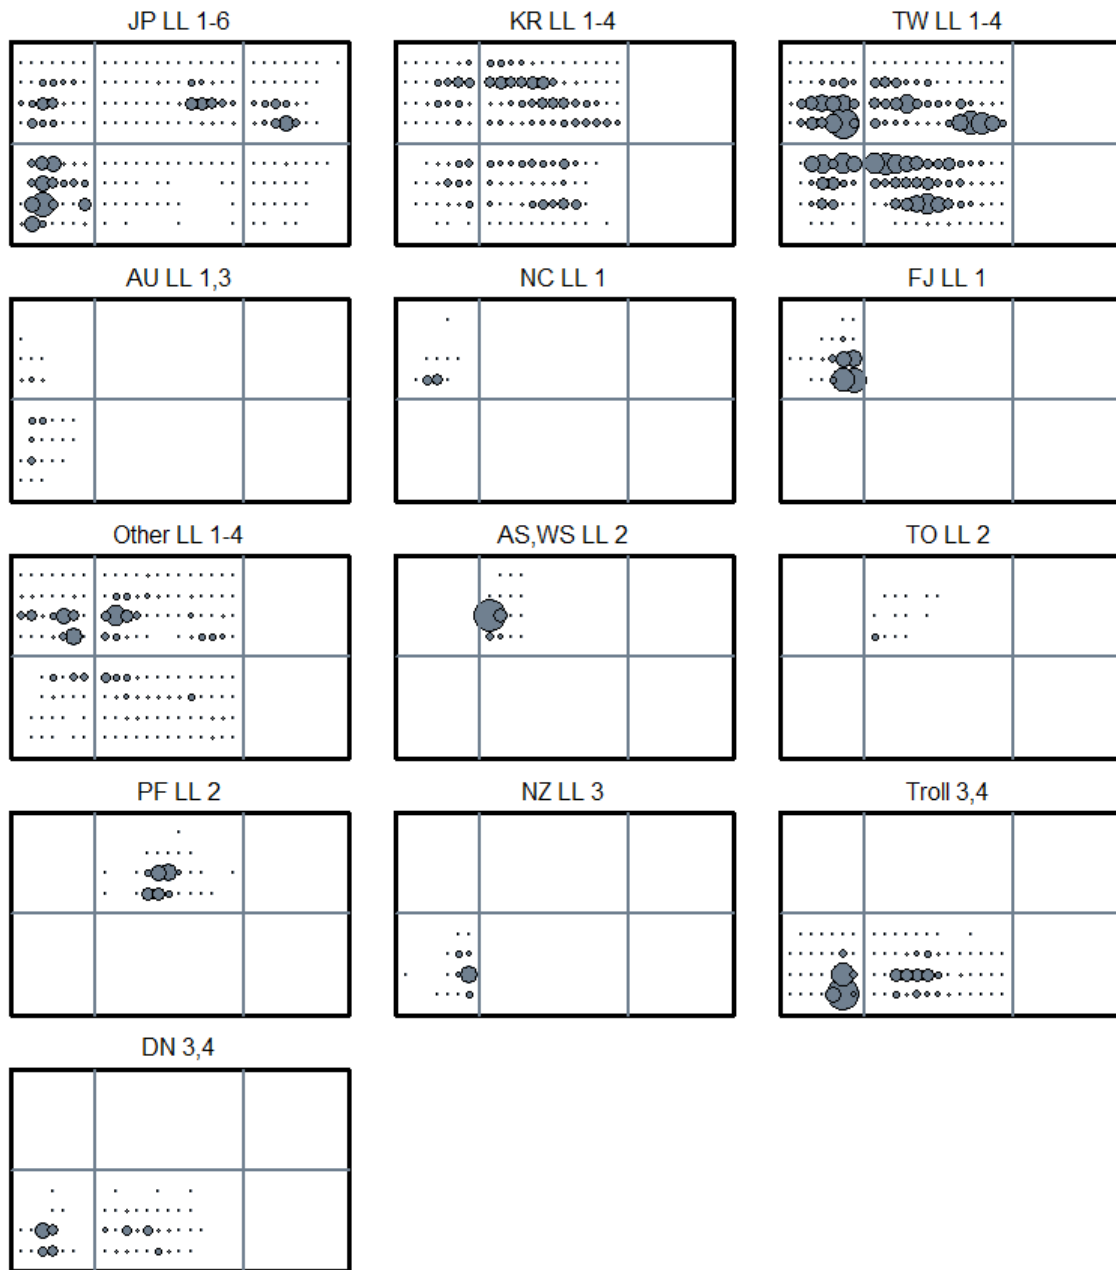 JP LL 1-6
KR LL 1-4
TW LL 1-4
AU LL 1,3
NC LL 1
FJ LL 1
Other LL 1-4
AS,WS LL 2
TO LL 2
PF LL 2
NZ LL 3
Troll 3,4
DN 3,4